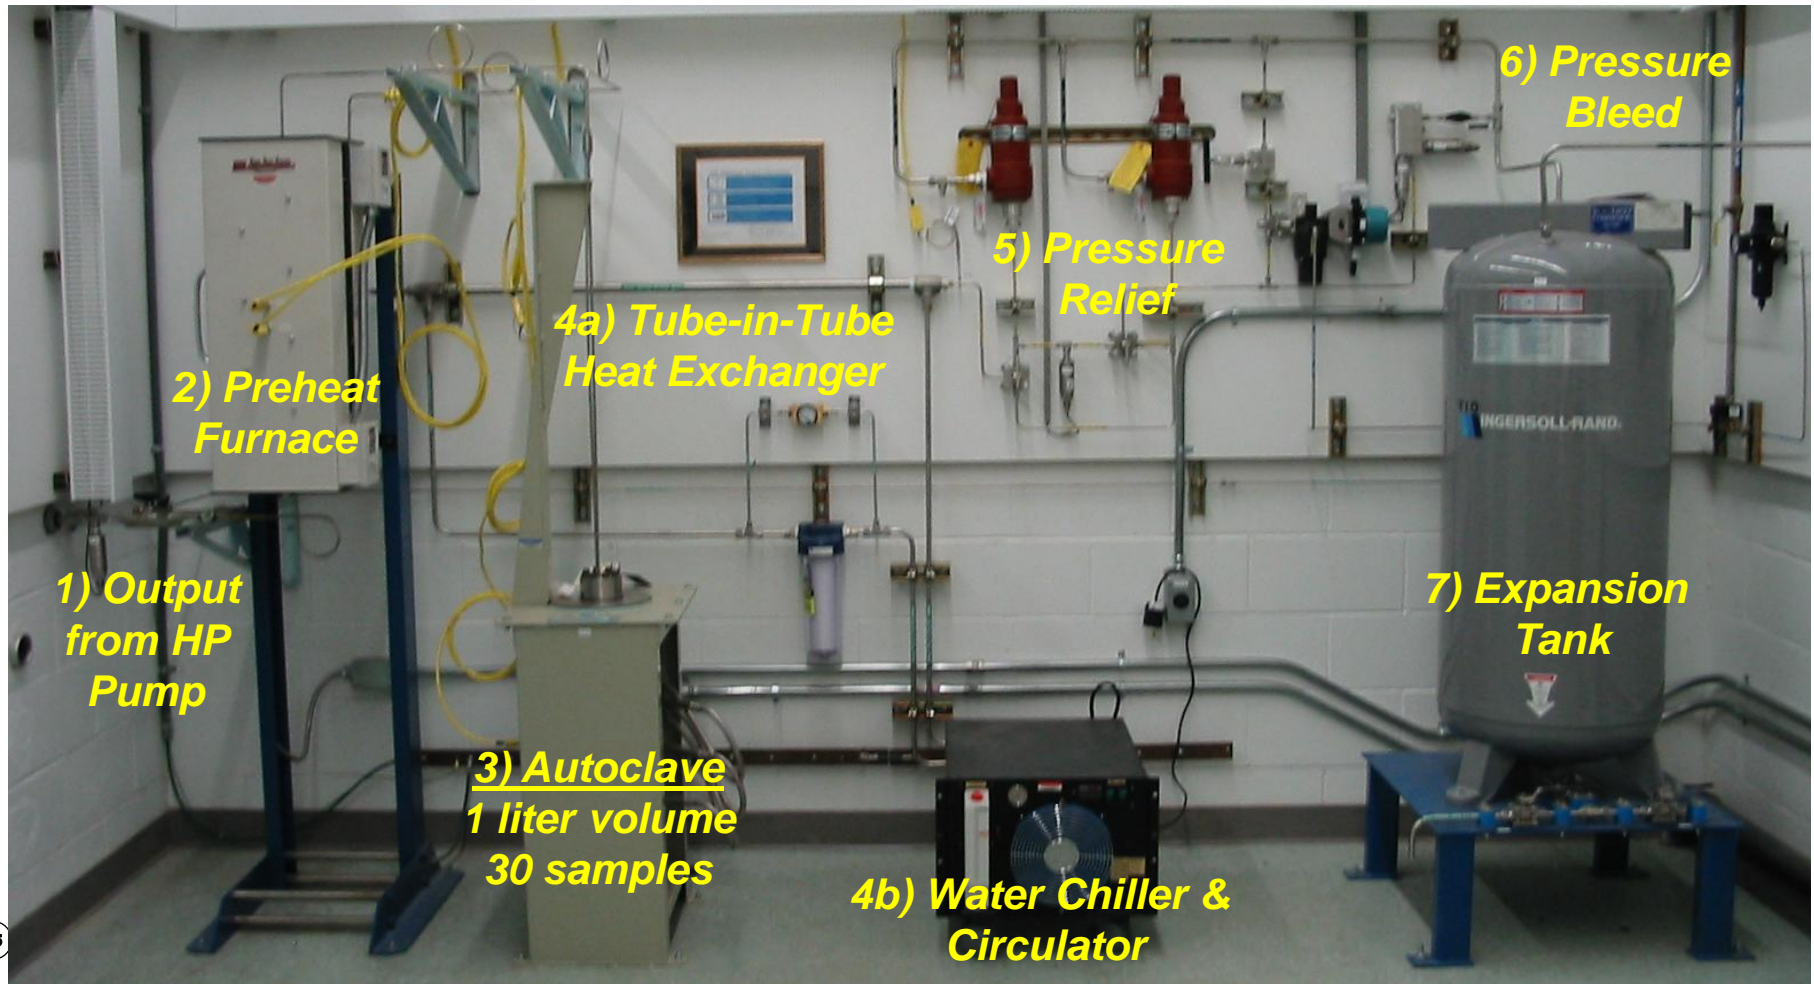 6) Pressure
Bleed
5) Pressure
Relief
4a) Tube-in-Tube
Heat Exchanger
2) Preheat
Furnace
INGERSOLL-RAND
1) Output
from HP
Pump
7) Expansion
Tank
3) Autoclave
1 liter volume
30 samples
4b) Water Chiller &
Circulator